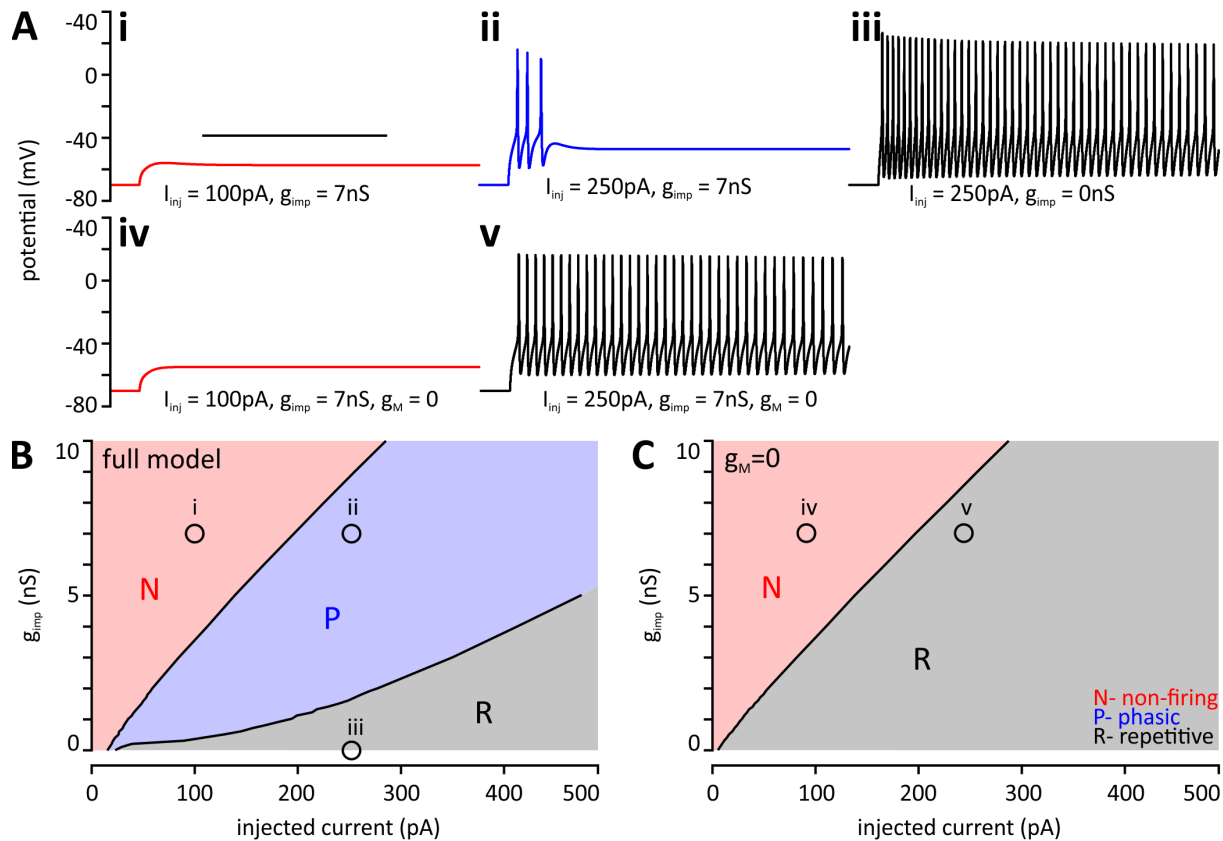 A
i
ii
iii
-40
0
-40
-80
potential (mV)
I_inj = 100pA, g_imp = 7nS
I_inj = 250pA, g_imp = 7nS
I_inj = 250pA, g_imp = 0nS
iv
v
-40
0
-40
-80
I_inj = 100pA, g_imp = 7nS, g_M = 0
I_inj = 250pA, g_imp = 7nS, g_M = 0
B
full model
10
5
0
g_imp (nS)
i
ii
iii
N
P
R
0 100 200 300 400 500
injected current (pA)
C
g_M=0
10
5
0
g_imp (nS)
iv
v
N
R
N- non-firing
P- phasic
R- repetitive
0 100 200 300 400 500
injected current (pA)